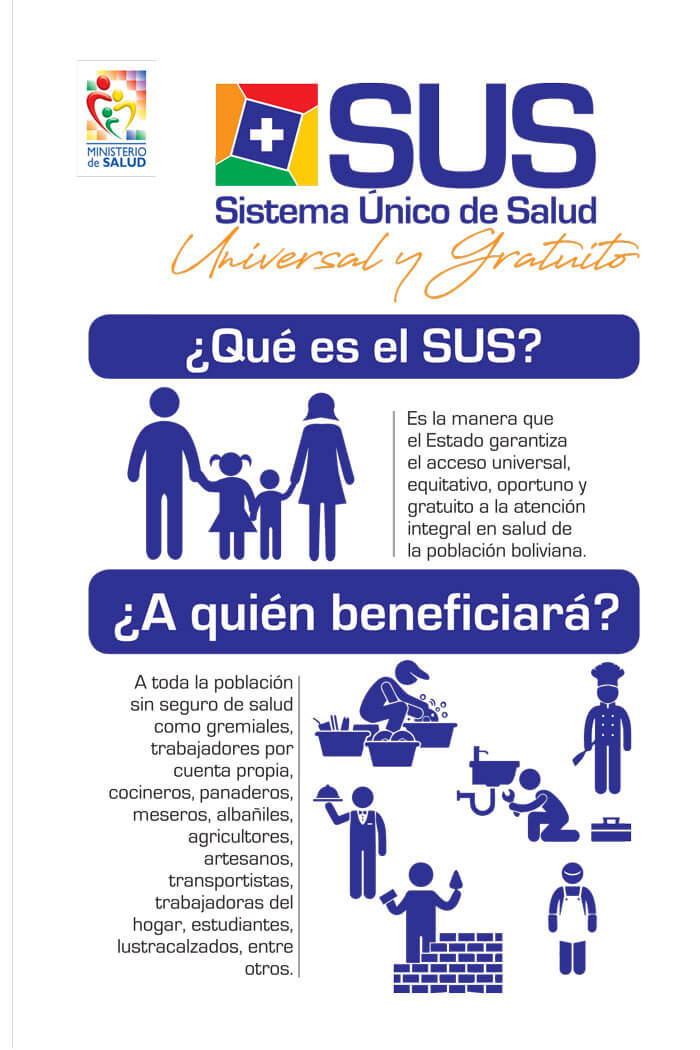 MINISTERIO
de SALUD
SUS
Sistema Único de Salud
Universal y Gratuito
¿Qué es el SUS?
Es la manera que
el Estado garantiza
el acceso universal,
equitativo, oportuno y
gratuito a la atención
integral en salud de
la población boliviana.
¿A quién beneficiará?
A toda la población
sin seguro de salud
como gremiales,
trabajadores por
cuenta propia,
cocineros, panaderos,
meseros, albañiles,
agricultores,
artesanos,
transportistas,
trabajadoras del
hogar, estudiantes,
lustracalzados, entre
otros.